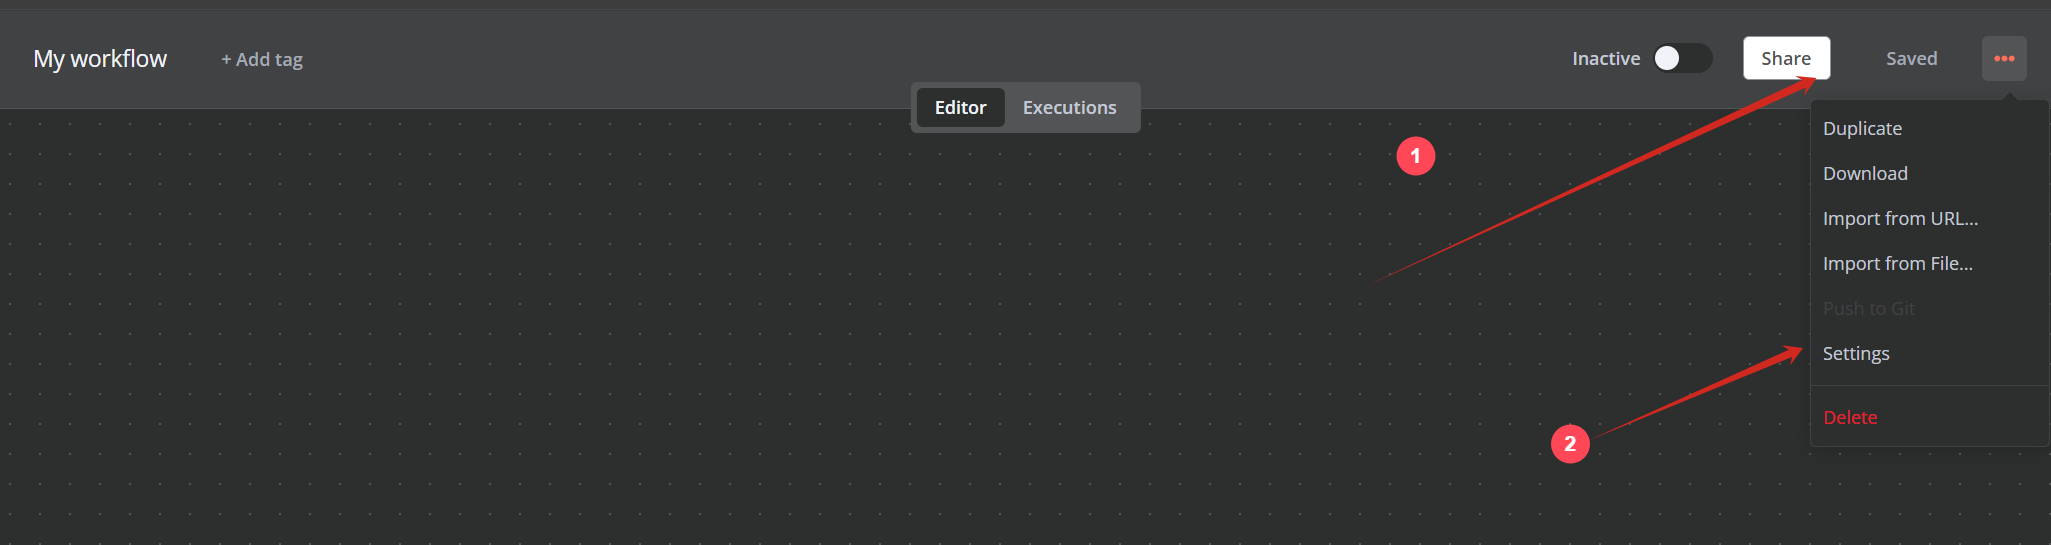 My workflow
+ Add tag
Inactive
Share
Saved
Editor
Executions
Duplicate
1
Download
Import from URL...
Import from File...
Push to Git
Settings
Delete
2